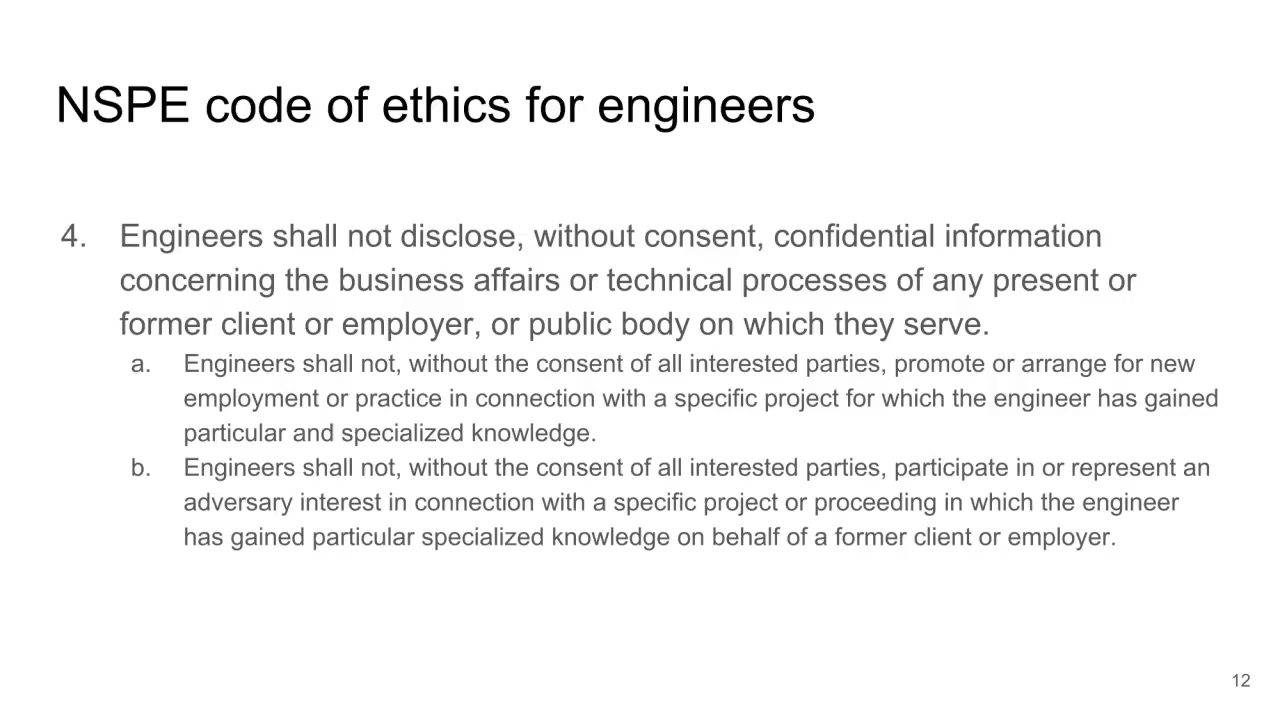 NSPE code of ethics for engineers
4. Engineers shall not disclose, without consent, confidential information
concerning the business affairs or technical processes of any present or
former client or employer, or public body on which they serve.
a. Engineers shall not, without the consent of all interested parties, promote or arrange for new
employment or practice in connection with a specific project for which the engineer has gained
particular and specialized knowledge.
b. Engineers shall not, without the consent of all interested parties, participate in or represent an
adversary interest in connection with a specific project or proceeding in which the engineer
has gained particular specialized knowledge on behalf of a former client or employer.
12